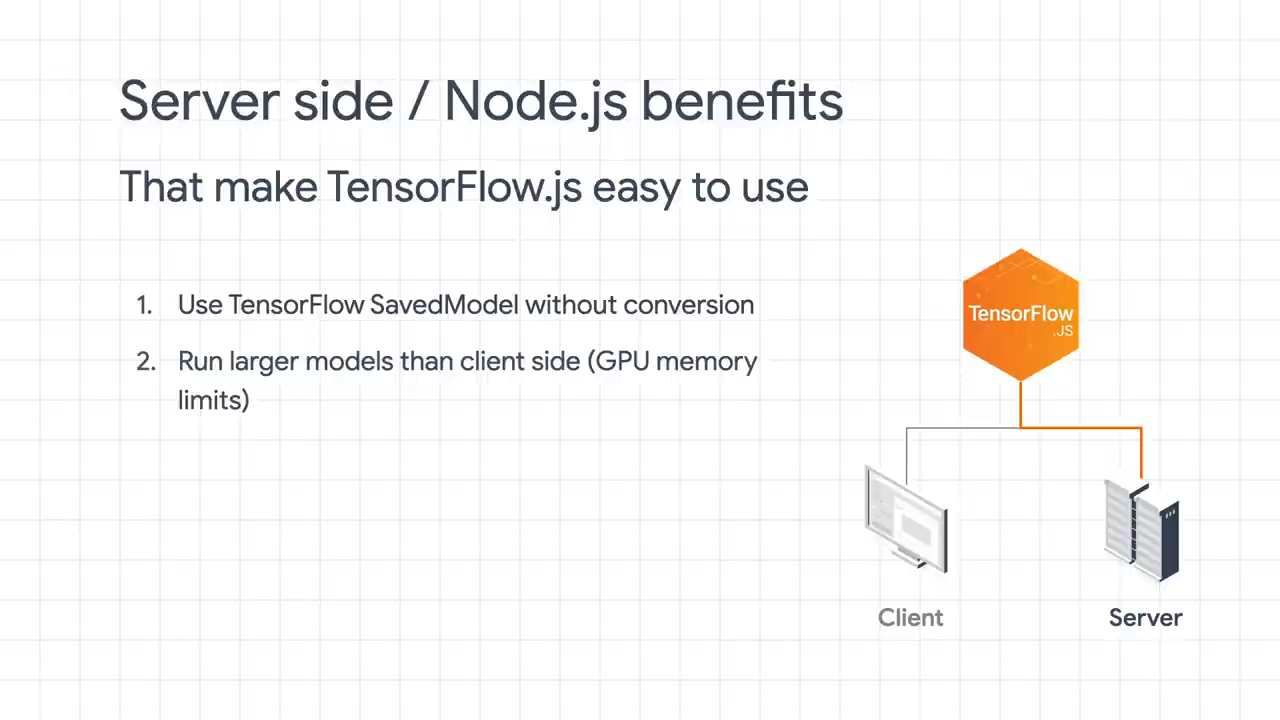 Server side / Node.js benefits
That make TensorFlow.js easy to use
1. Use TensorFlow SavedModel without conversion
2. Run larger models than client side (GPU memory
limits)
TensorFlow
.JS
Client
Server